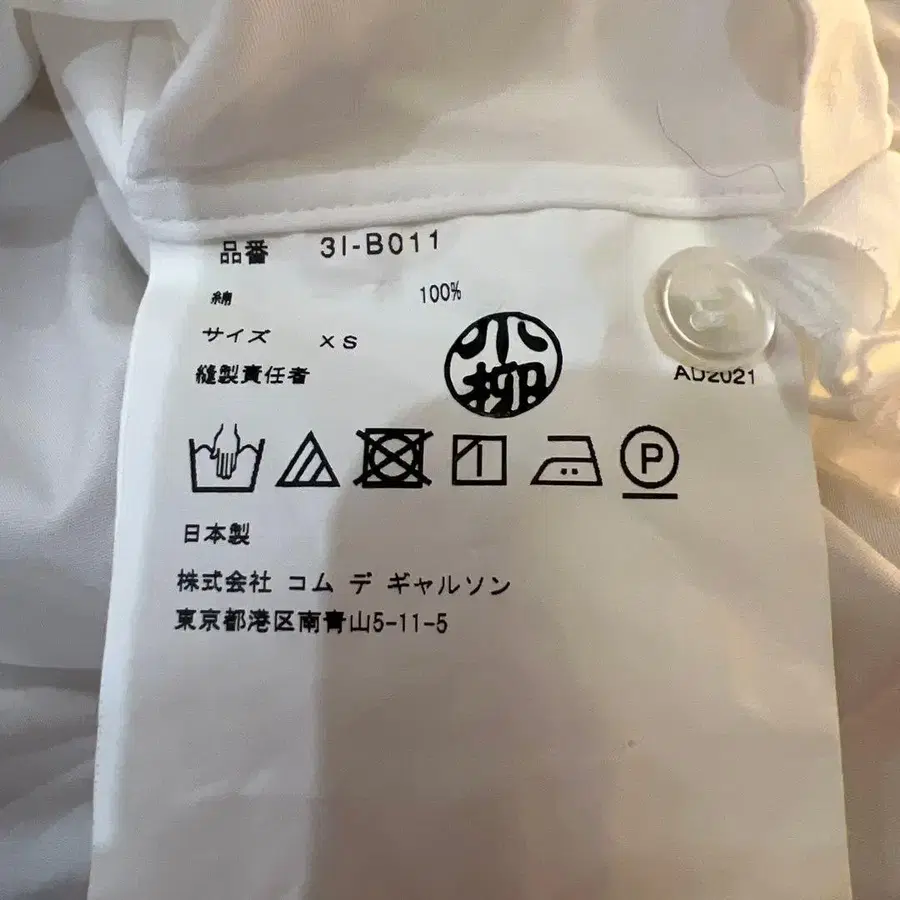 品番 3I-B011
綿 100%
サイズ XS
縫製責任者 小柳
AD2021
P
日本製
株式会社 コム デ ギャルソン
東京都港区南青山5-11-5